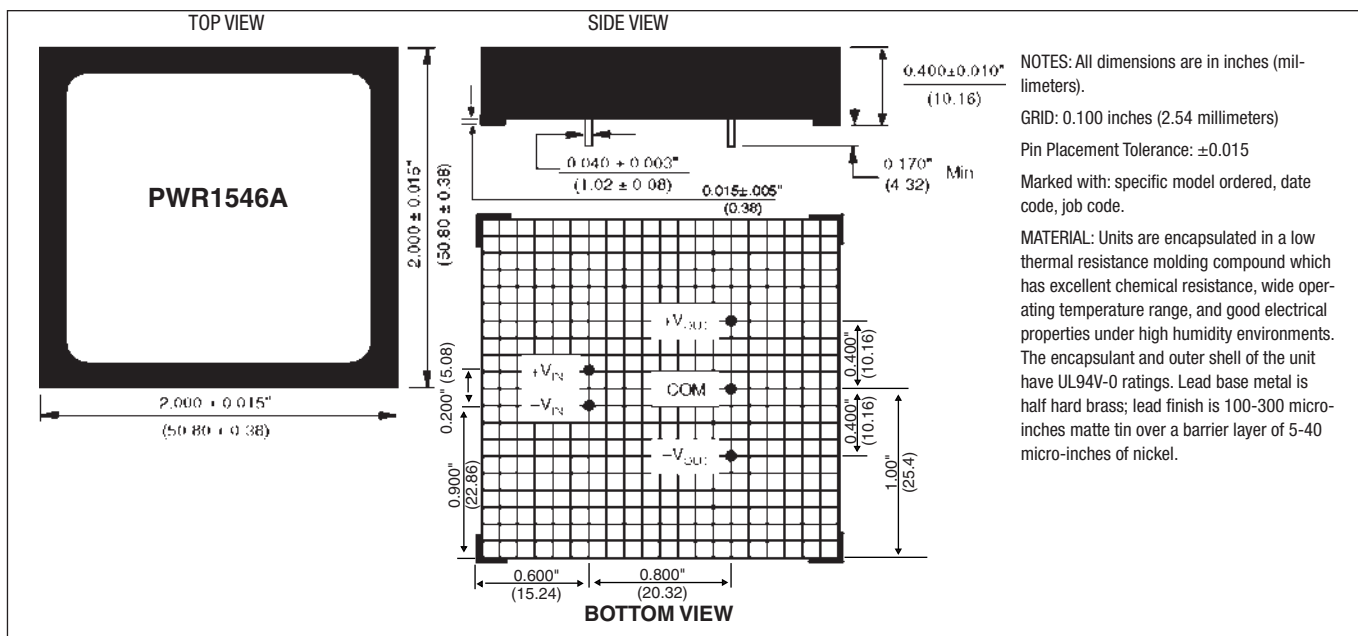 TOP VIEW
SIDE VIEW
PWR1546A
2.000 ± 0.015"
(50.80 ± 0.38)
2.000 ± 0.015"
(50.80 ± 0.38)
0.400±0.010"
(10.16)
0.040 ± 0.003"
(1.02 ± 0.08)
0.015±.005"
(0.38)
0.170" Min
(4.32)
+VOUT
+VIN
COM
–VIN
–VOUT
0.200" (5.08)
0.900"
(22.86)
0.400"
(10.16)
0.400"
(10.16)
1.00"
(25.4)
0.600"
(15.24)
0.800"
(20.32)
BOTTOM VIEW
NOTES: All dimensions are in inches (mil-
limeters).
GRID: 0.100 inches (2.54 millimeters)
Pin Placement Tolerance: ±0.015
Marked with: specific model ordered, date
code, job code.
MATERIAL: Units are encapsulated in a low
thermal resistance molding compound which
has excellent chemical resistance, wide oper-
ating temperature range, and good electrical
properties under high humidity environments.
The encapsulant and outer shell of the unit
have UL94V-0 ratings. Lead base metal is
half hard brass; lead finish is 100-300 micro-
inches matte tin over a barrier layer of 5-40
micro-inches of nickel.